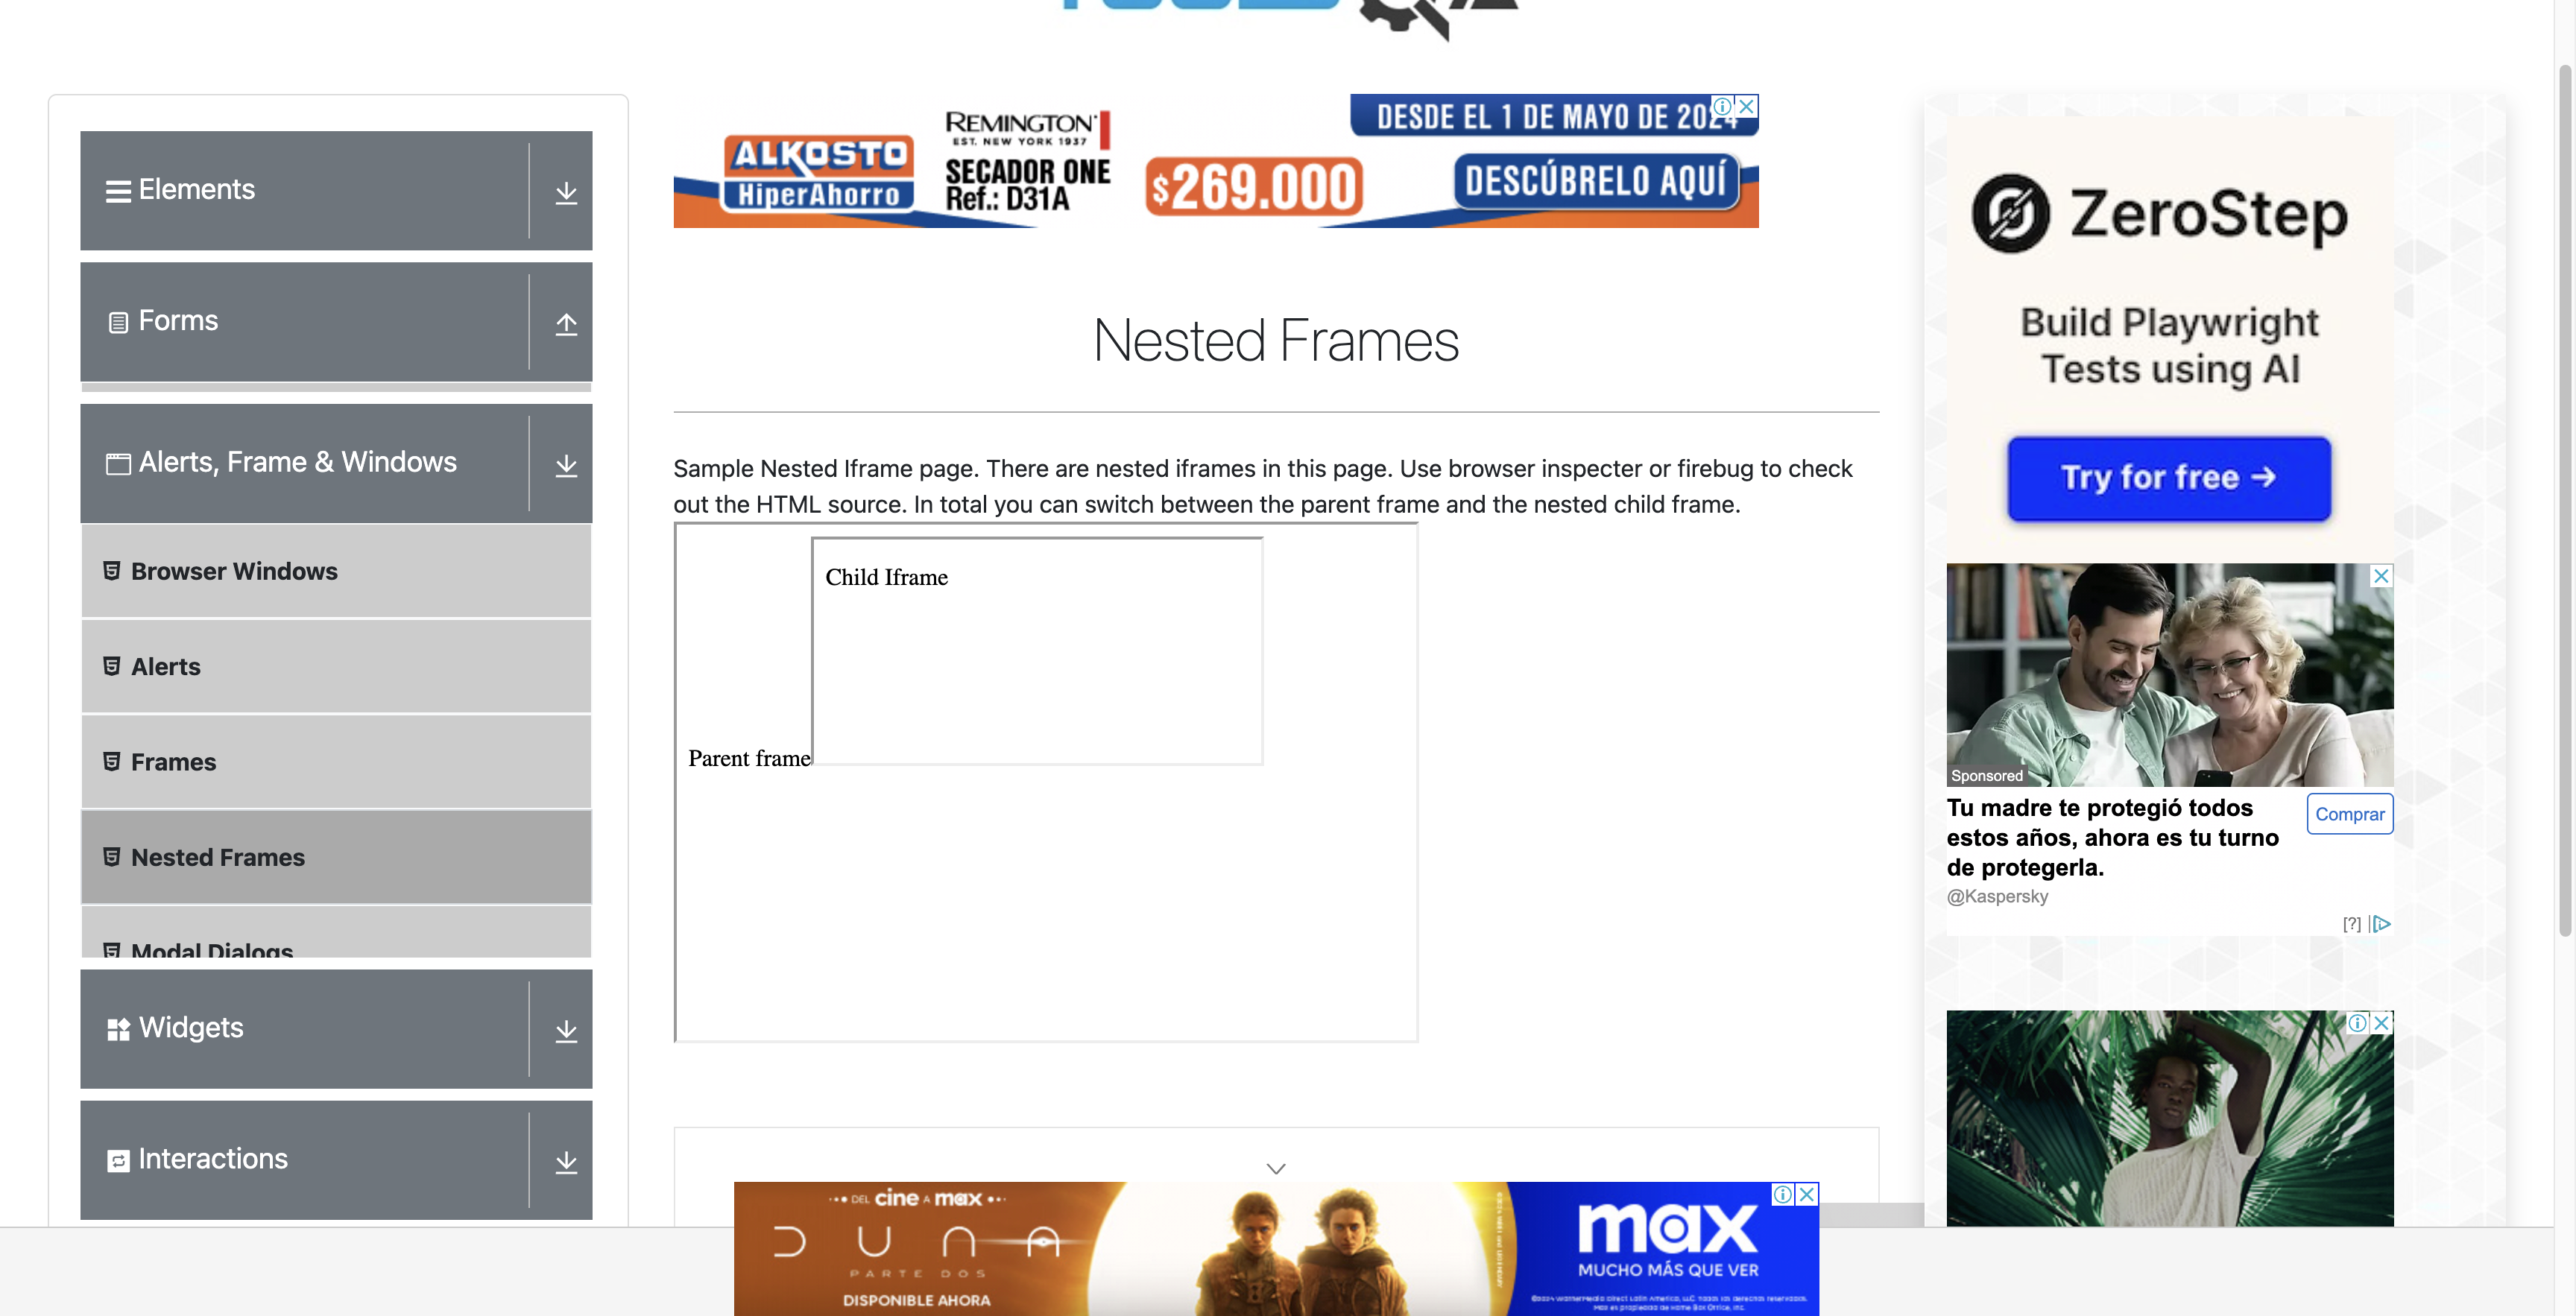 Elements
Forms
Alerts, Frame & Windows
Browser Windows
Alerts
Frames
Nested Frames
Modal Dialogs
Widgets
Interactions
ALKOSTO
HiperAhorro
REMINGTON
EST. NEW YORK 1937
SECADOR ONE
Ref.: D31A
$269.000
DESDE EL 1 DE MAYO DE 2024
DESCÚBRELO AQUÍ
Nested Frames
Sample Nested Iframe page. There are nested iframes in this page. Use browser inspecter or firebug to check
out the HTML source. In total you can switch between the parent frame and the nested child frame.
Child Iframe
Parent frame
DEL cine A max
DUNA
PARTE DOS
DISPONIBLE AHORA
max
MUCHO MÁS QUE VER
ZeroStep
Build Playwright
Tests using AI
Try for free →
Sponsored
Tu madre te protegió todos
estos años, ahora es tu turno
de protegerla.
Comprar
@Kaspersky
[?]